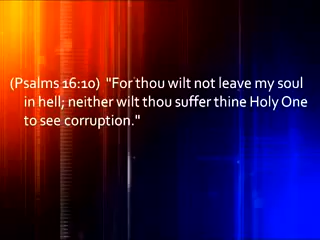 (Psalms 16:10)  "For thou wilt not leave my soul
in hell; neither wilt thou suffer thine Holy One
to see corruption."